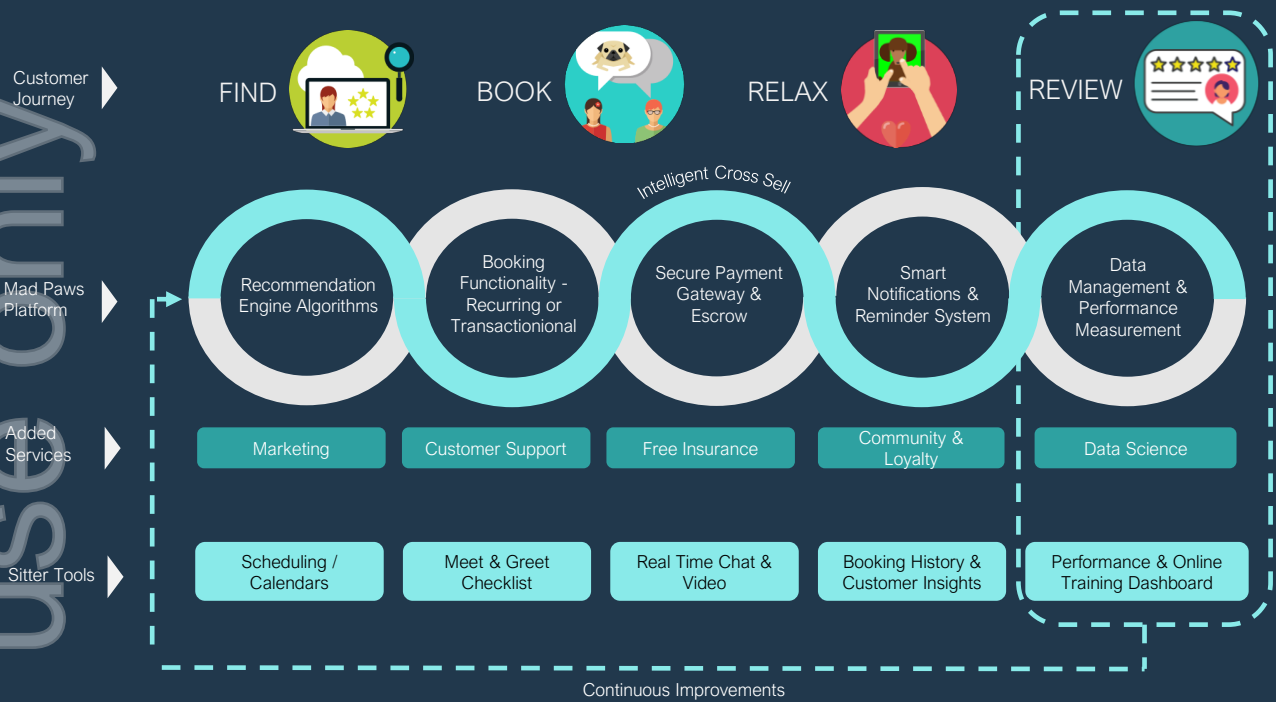 Customer
Journey
FIND
BOOK
RELAX
REVIEW
Intelligent Cross Sell
Mad Paws
Platform
Recommendation
Engine Algorithms
Booking
Functionality -
Recurring or
Transactionional
Secure Payment
Gateway &
Escrow
Smart
Notifications &
Reminder System
Data
Management &
Performance
Measurement
Added
Services
Marketing
Customer Support
Free Insurance
Community &
Loyalty
Data Science
Sitter Tools
Scheduling /
Calendars
Meet & Greet
Checklist
Real Time Chat &
Video
Booking History &
Customer Insights
Performance & Online
Training Dashboard
Continuous Improvements
use only